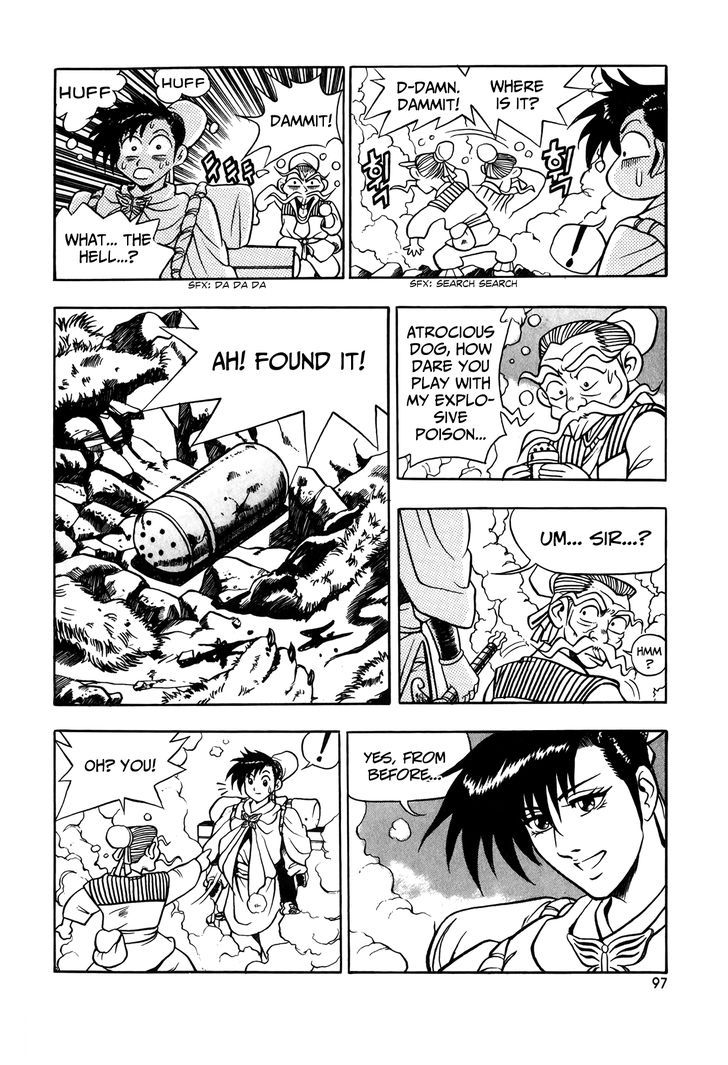 HUFF
HUFF
DAMMIT!
WHAT... THE
HELL...?
SFX: DA DA DA
D-DAMN.
DAMMIT!
WHERE
IS IT?
휙
휙
!
SFX: SEARCH SEARCH
AH! FOUND IT!
ATROCIOUS
DOG, HOW
DARE YOU
PLAY WITH
MY EXPLO-
SIVE
POISON...
UM... SIR...?
HMM
?
OH? YOU!
!
YES, FROM
BEFORE...
97